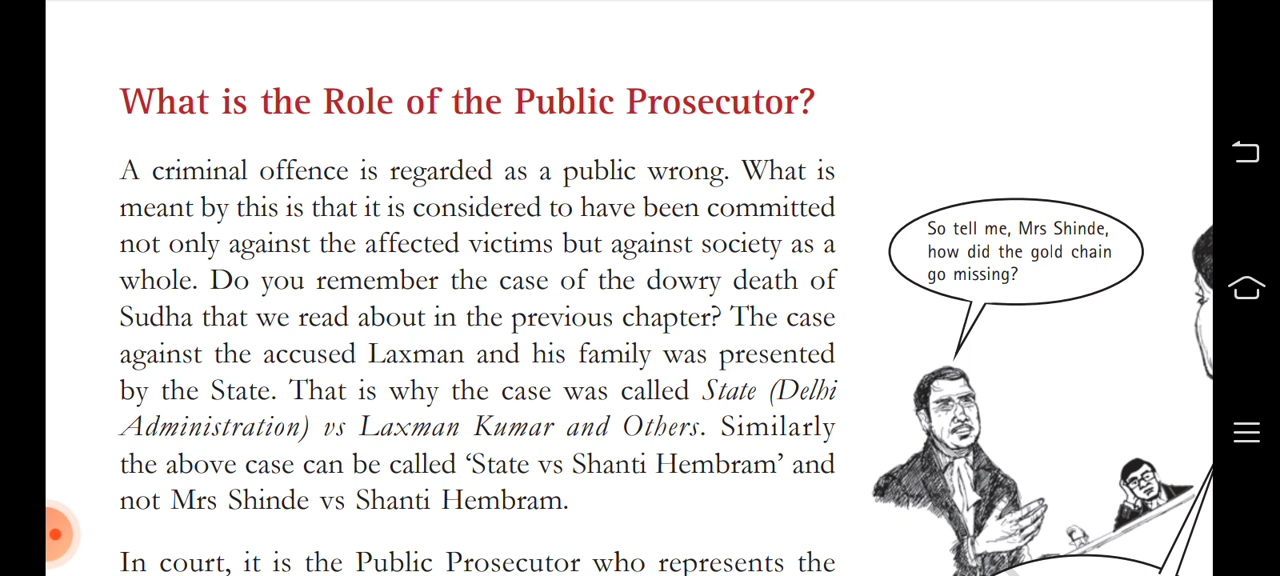 What is the Role of the Public Prosecutor?
A criminal offence is regarded as a public wrong. What is
meant by this is that it is considered to have been committed
not only against the affected victims but against society as a
whole. Do you remember the case of the dowry death of
Sudha that we read about in the previous chapter? The case
against the accused Laxman and his family was presented
by the State. That is why the case was called State (Delhi
Administration) vs Laxman Kumar and Others. Similarly
the above case can be called ‘State vs Shanti Hembram’ and
not Mrs Shinde vs Shanti Hembram.
In court, it is the Public Prosecutor who represents the
So tell me, Mrs Shinde,
how did the gold chain
go missing?